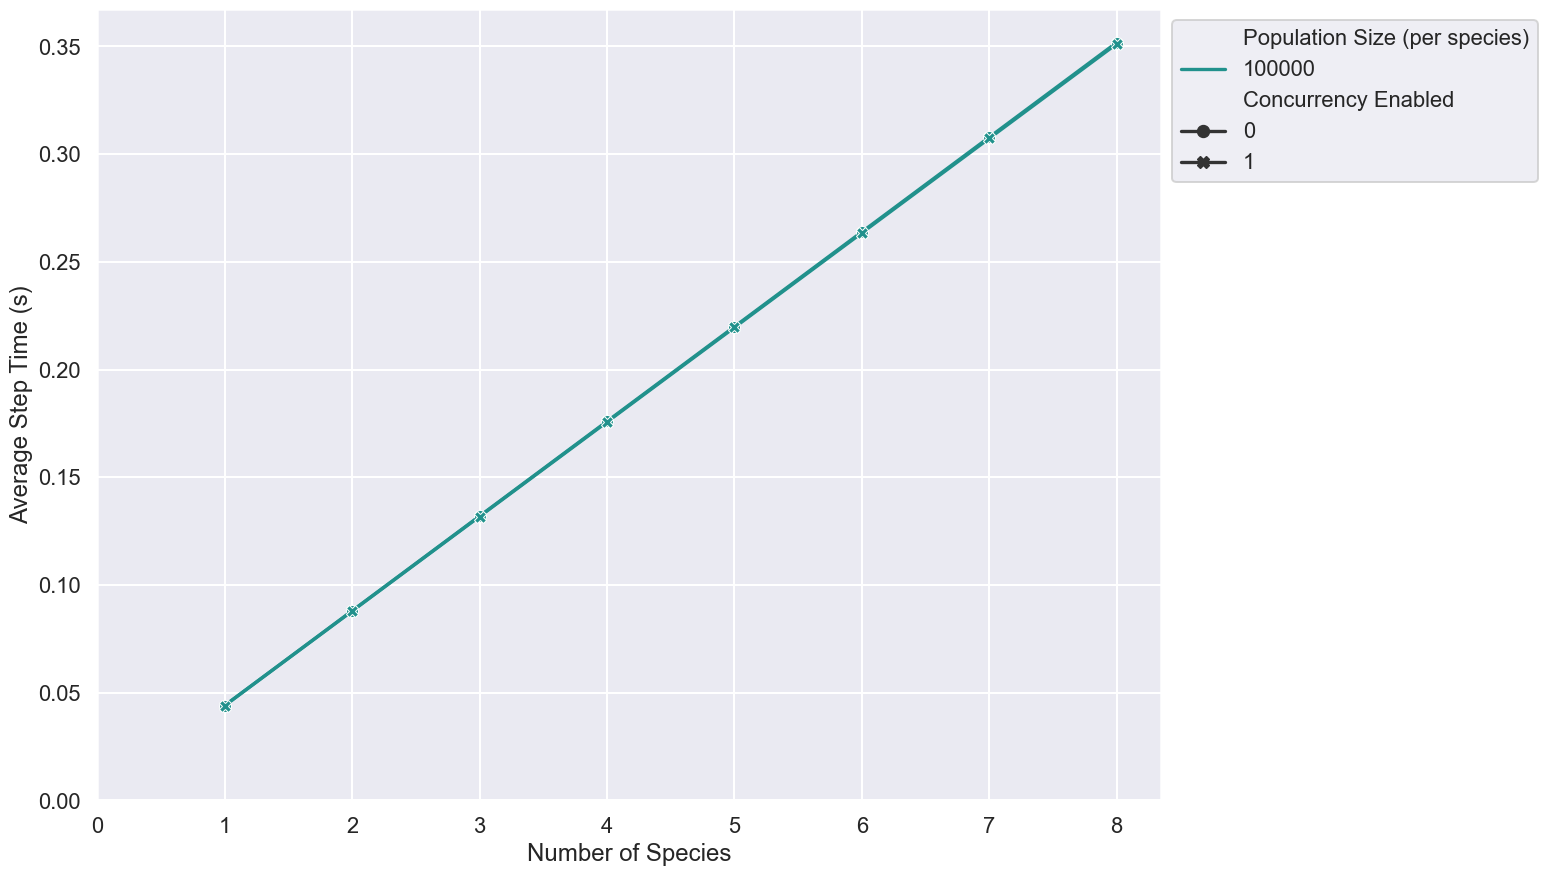 0.35
0.30
0.25
0.20
0.15
0.10
0.05
0.00
Average Step Time (s)
0 1 2 3 4 5 6 7 8
Number of Species
Population Size (per species)
100000
Concurrency Enabled
0
1